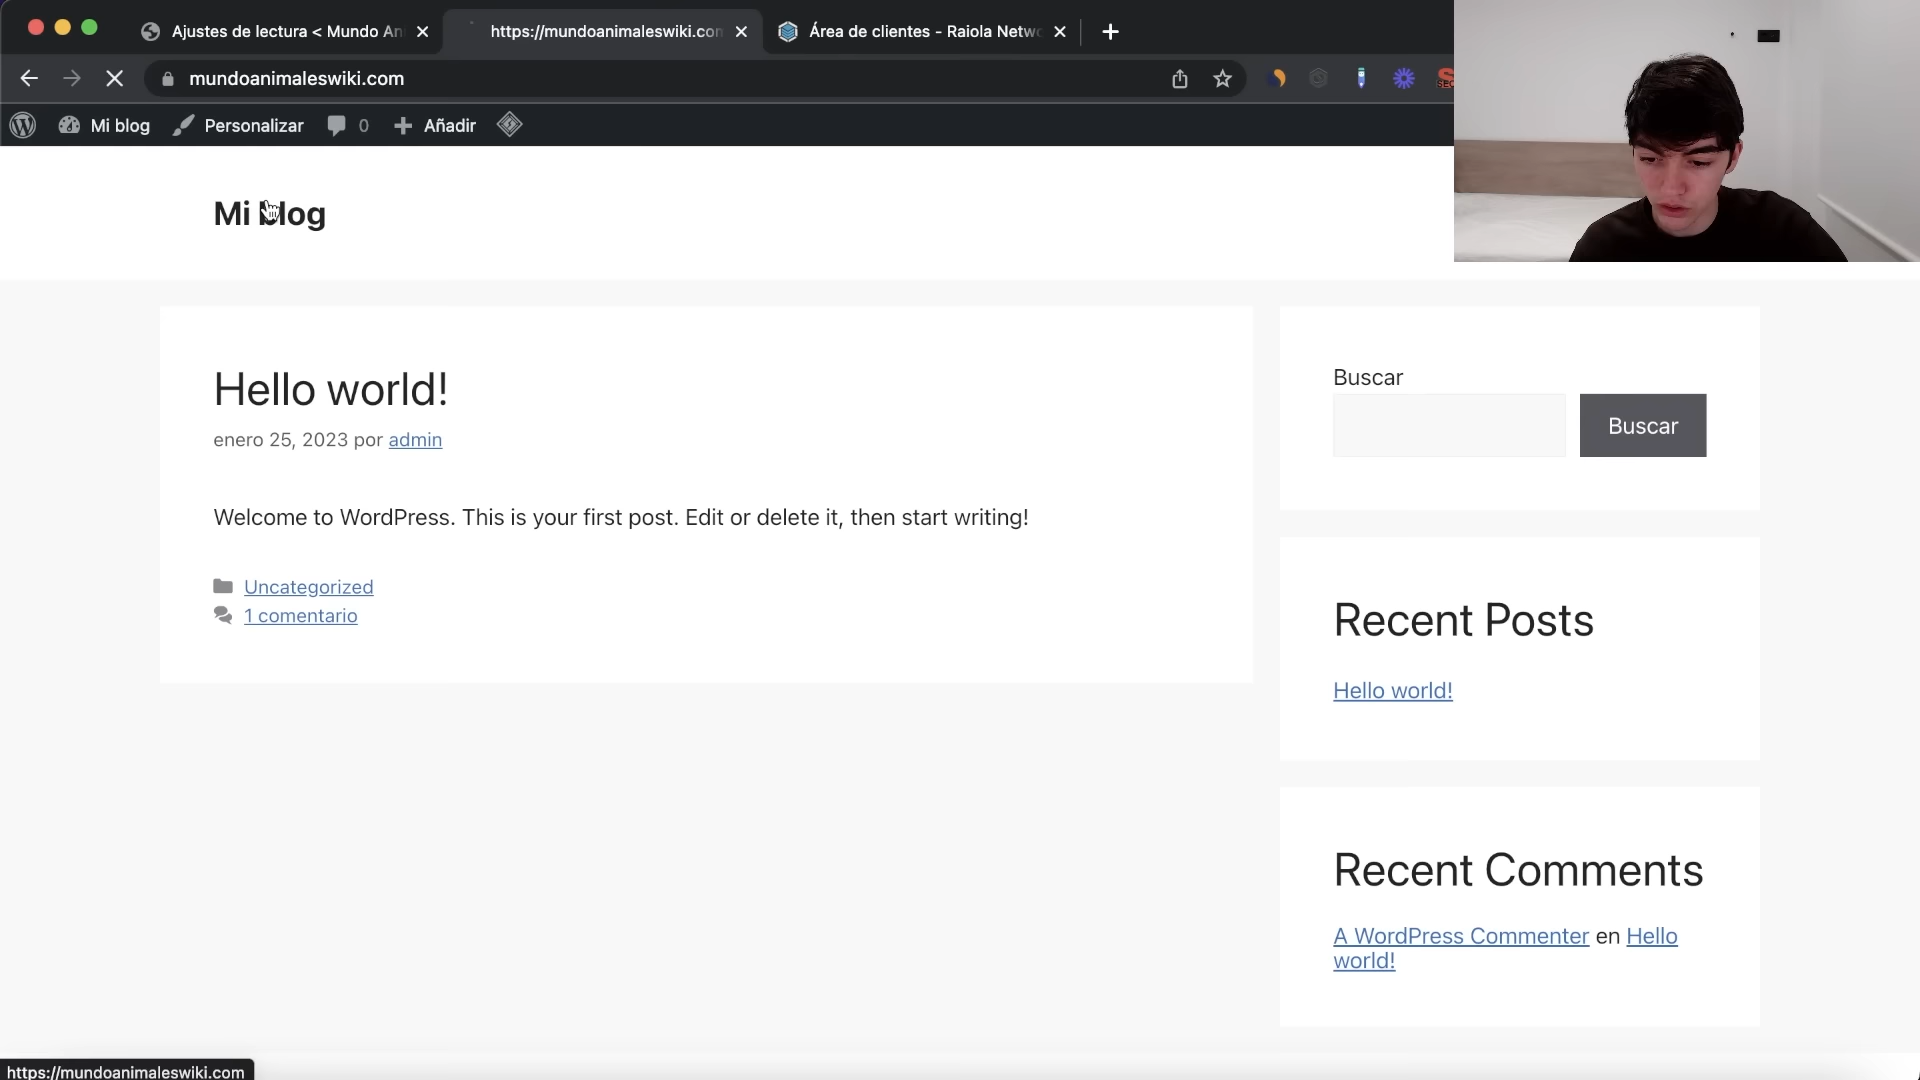 Ajustes de lectura < Mundo An
https://mundoanimaleswiki.com
Área de clientes - Raiola Netwo
mundoanimaleswiki.com
Mi blog
Personalizar
0
Añadir
Mi blog
Hello world!
enero 25, 2023 por admin
Welcome to WordPress. This is your first post. Edit or delete it, then start writing!
Uncategorized
1 comentario
Buscar
Buscar
Recent Posts
Hello world!
Recent Comments
A WordPress Commenter en Hello
world!
https://mundoanimaleswiki.com